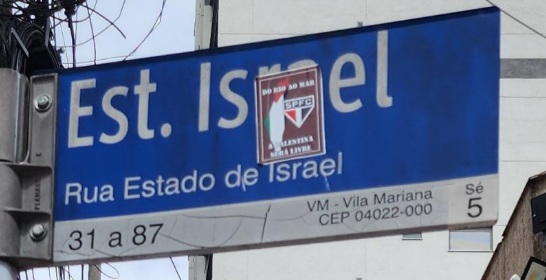 Est. Israel
DO RIO AO MAR
SPFC
A PALENTINA
SERÁ LIVRE
Rua Estado de Israel
31 a 87
VM - Vila Mariana
CEP 04022-000
Sé
5